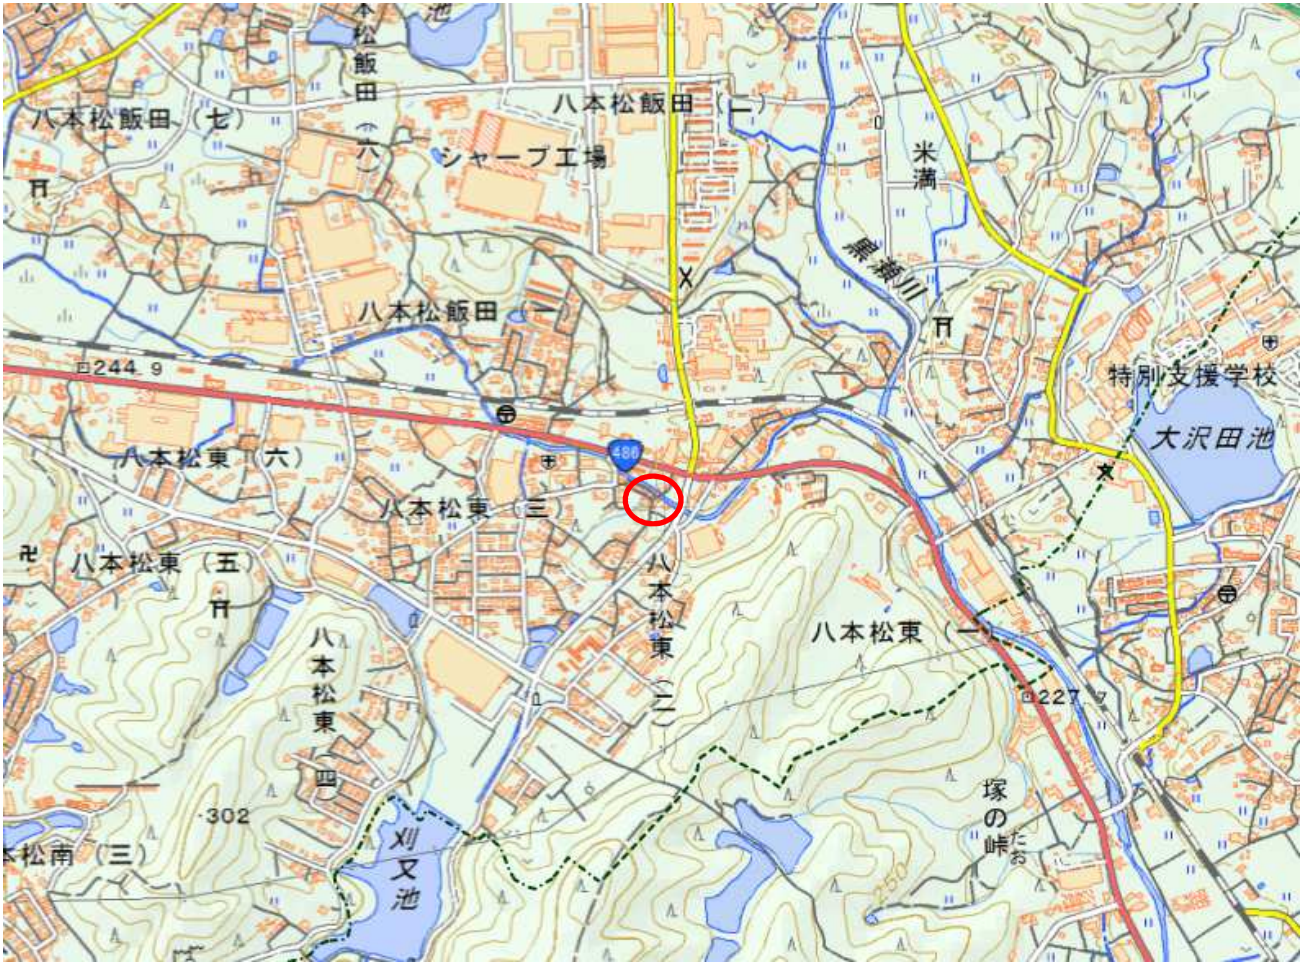 池
八本松飯田（六）
八本松飯田（一）
八本松飯田（七）
シャープ工場
米満
245
黒瀬川
八本松飯田
244.9
特別支援学校
大沢田池
486
八本松東（六）
八本松東（三）
八本松東（五）
八本松東（二）
八本松東（一）
八本松東
四
227.7
302
塚の峠
たお
刈又池
250
本松南（三）